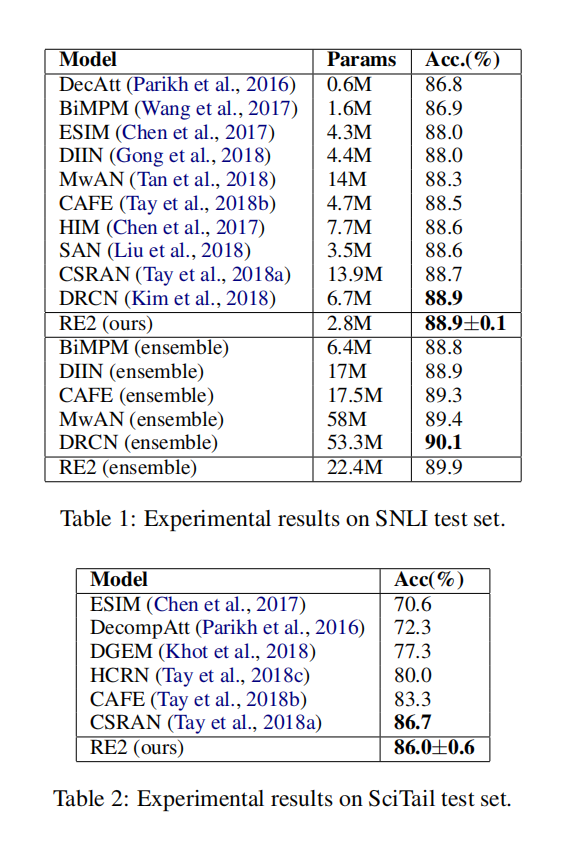 Model Params Acc.(%)
DecAtt (Parikh et al., 2016) 0.6M 86.8
BiMPM (Wang et al., 2017) 1.6M 86.9
ESIM (Chen et al., 2017) 4.3M 88.0
DIIN (Gong et al., 2018) 4.4M 88.0
MwAN (Tan et al., 2018) 14M 88.3
CAFE (Tay et al., 2018b) 4.7M 88.5
HIM (Chen et al., 2017) 7.7M 88.6
SAN (Liu et al., 2018) 3.5M 88.6
CSRAN (Tay et al., 2018a) 13.9M 88.7
DRCN (Kim et al., 2018) 6.7M 88.9
RE2 (ours) 2.8M 88.9±0.1
BiMPM (ensemble) 6.4M 88.8
DIIN (ensemble) 17M 88.9
CAFE (ensemble) 17.5M 89.3
MwAN (ensemble) 58M 89.4
DRCN (ensemble) 53.3M 90.1
RE2 (ensemble) 22.4M 89.9
Table 1: Experimental results on SNLI test set.
Model Acc(%)
ESIM (Chen et al., 2017) 70.6
DecompAtt (Parikh et al., 2016) 72.3
DGEM (Khot et al., 2018) 77.3
HCRN (Tay et al., 2018c) 80.0
CAFE (Tay et al., 2018b) 83.3
CSRAN (Tay et al., 2018a) 86.7
RE2 (ours) 86.0±0.6
Table 2: Experimental results on SciTail test set.